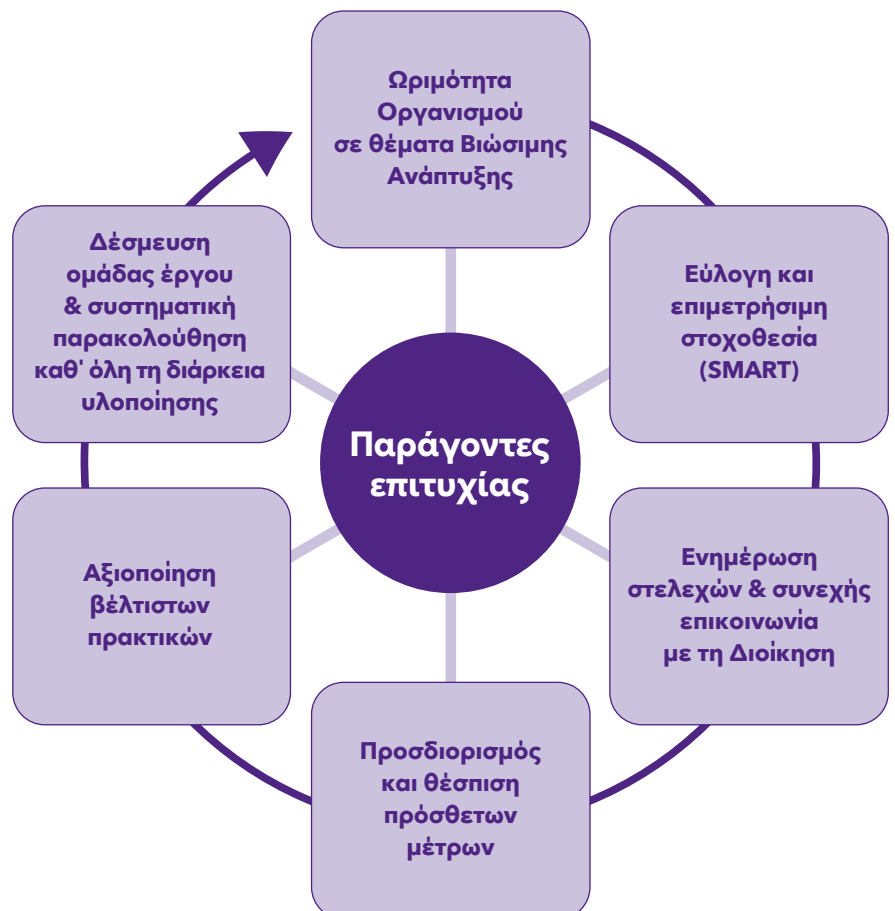 Ωριμότητα
Οργανισμού
σε θέματα Βιώσιμης
Ανάπτυξης
Εύλογη και
επιμετρήσιμη
στοχοθεσία
(SMART)
Ενημέρωση
στελεχών & συνεχής
επικοινωνία
με τη Διοίκηση
Προσδιορισμός
και θέσπιση
πρόσθετων
μέτρων
Αξιοποίηση
βέλτιστων
πρακτικών
Δέσμευση
ομάδας έργου
& συστηματική
παρακολούθηση
καθ' όλη τη διάρκεια
υλοποίησης
Παράγοντες
επιτυχίας